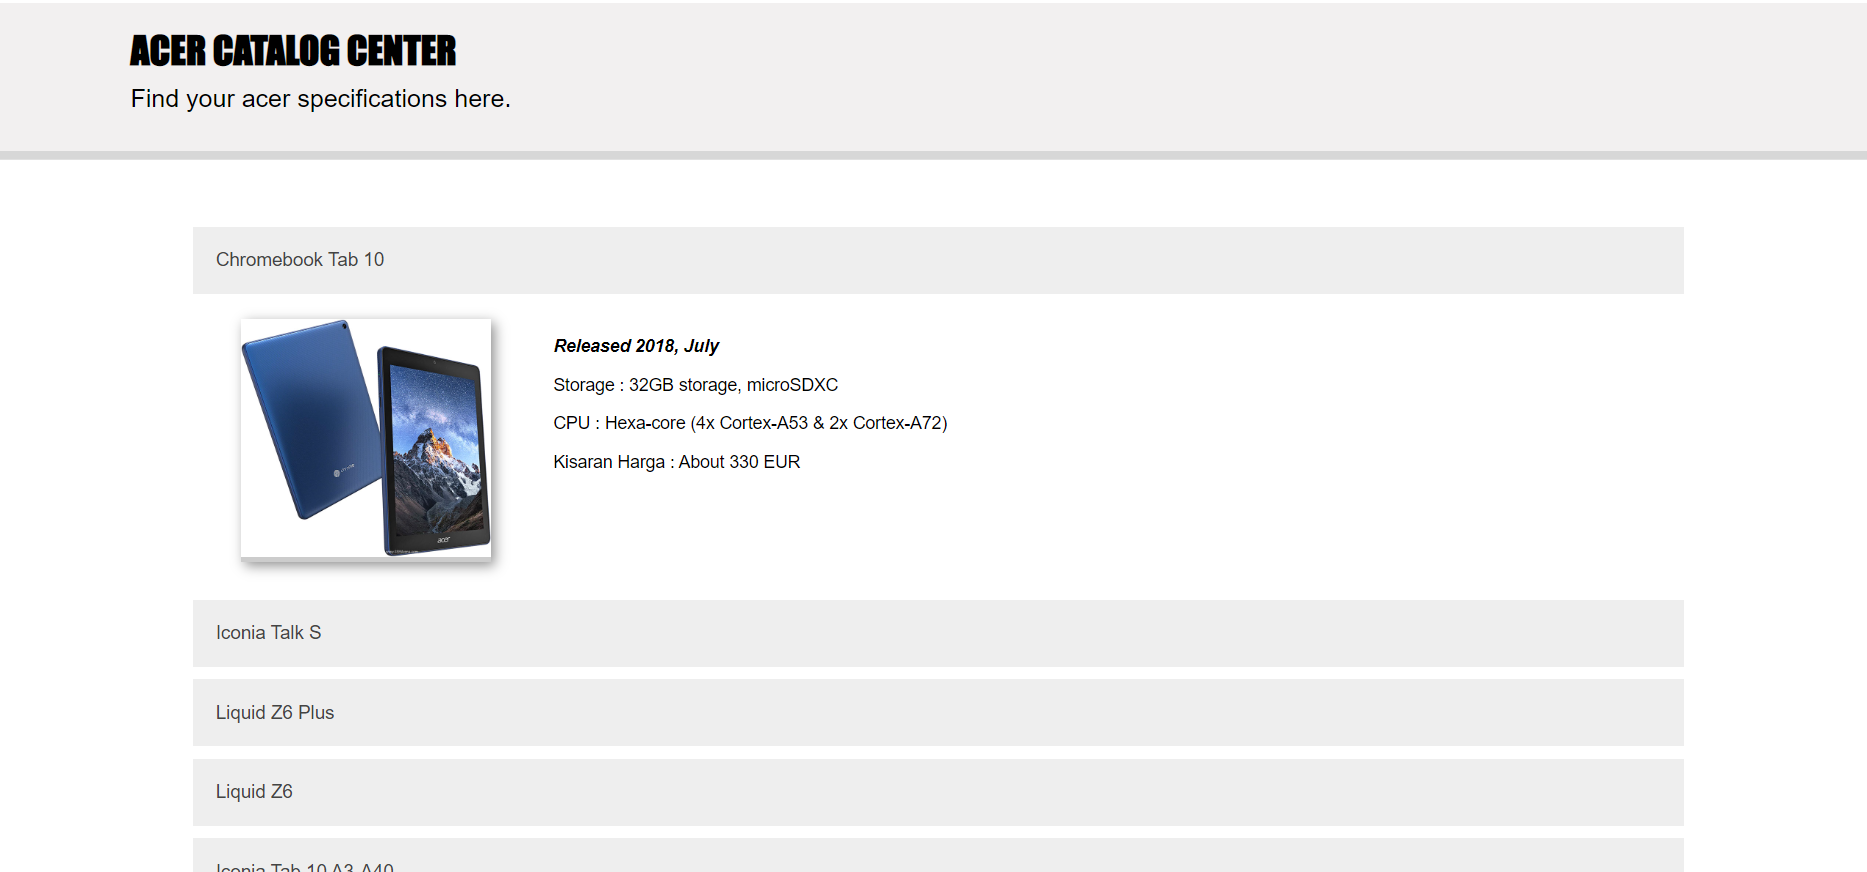 ACER CATALOG CENTER
Find your acer specifications here.
Chromebook Tab 10
acer
Released 2018, July
Storage : 32GB storage, microSDXC
CPU : Hexa-core (4x Cortex-A53 & 2x Cortex-A72)
Kisaran Harga : About 330 EUR
Iconia Talk S
Liquid Z6 Plus
Liquid Z6
Iconia Tab 10 A3-A40